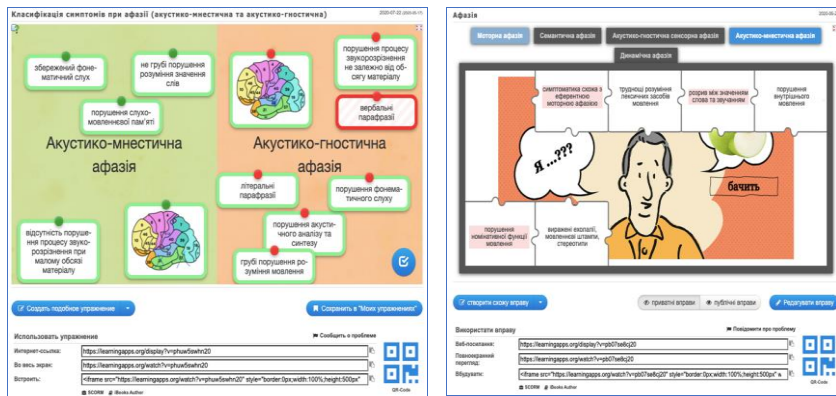 Класифікація симптомів при афазії (акустико-мнестична та акустико-гностична)
2020-07-22
збережений фоне-
матичний слух
не грубі порушення
розуміння значення
слів
порушення слухо-
мовленнєвої пам'яті
Акустико-мнестична
афазія
відсутність поруше-
ння процесу звуко-
розрізнення при
малому обсязі
матеріалу
порушення процесу
звукорозрізнення
не залежно від об-
сягу матеріалу
вербальні
парафразії
Акустико-гностична
афазія
літеральні
парафразії
порушення фонема-
тичного слуху
порушення акусти-
чного аналізу та
синтезу
грубі порушення ро-
зуміння мовлення
Создать подобное упражнение
Сохранить в "Моих упражнениях"
Использовать упражнение
Сообщить о проблеме
Интернет-ссылка:
https://learningapps.org/display?v=phuw5swhn20
Во весь экран:
https://learningapps.org/watch?v=phuw5swhn20
Встроить:
<iframe src="https://learningapps.org/watch?v=phuw5swhn20" style="border:0px;width:100%;height:500px"
SCORM
iBooks Author
QR-Code
Афазія
Моторна афазія
Семантична афазія
Акустико-гностична сенсорна афазія
Акустико-мнестична афазія
Динамічна афазія
симптоматика схожа з
еферентною
моторною афазією
труднощі розуміння
лексичних засобів
мовлення
розрив між значенням
слова та звучанням
порушення
внутрішнього
мовлення
Я ...???
бачить
порушення
номінативної функції
мовлення
виражені ехолалії,
мовленнєві штампи,
стереотипи
створити схожу вправу
приватні вправи
публічні вправи
Редагувати вправу
Використати вправу
Повідомити про проблему
Веб-посилання:
https://learningapps.org/display?v=pb07se8cj20
Повноекранний
перегляд:
https://learningapps.org/watch?v=pb07se8cj20
Вбудувати:
<iframe src="https://learningapps.org/watch?v=pb07se8cj20" style="border:0px;width:100%;height:500px"
SCORM
iBooks Author
QR-Code